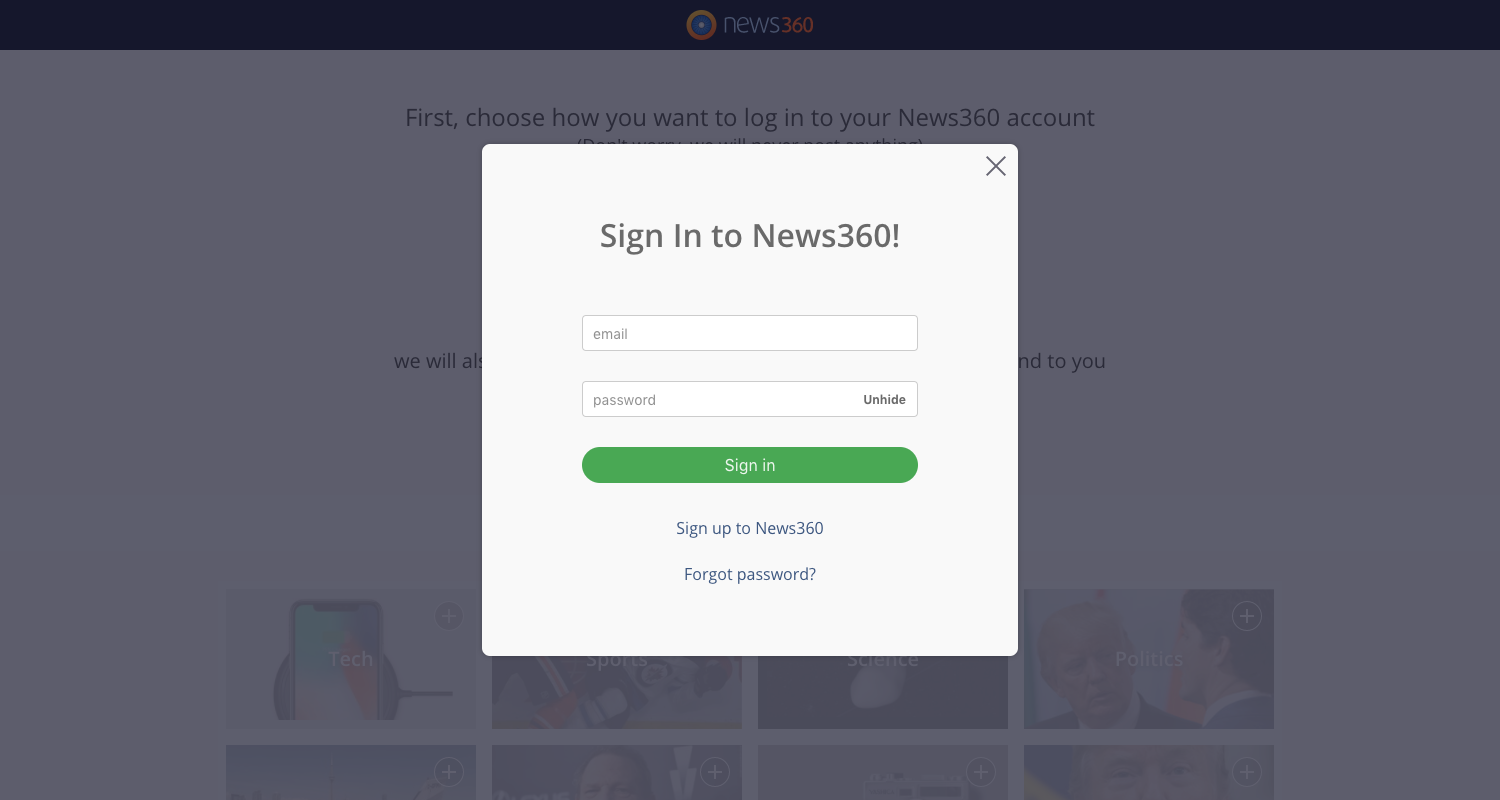 news360
First, choose how you want to log in to your News360 account
(Don't worry, we will never post anything)
Sign In to News360!
email
we will als
nd to you
password
Unhide
Sign in
Sign up to News360
Forgot password?
Tech
Sports
Science
Politics